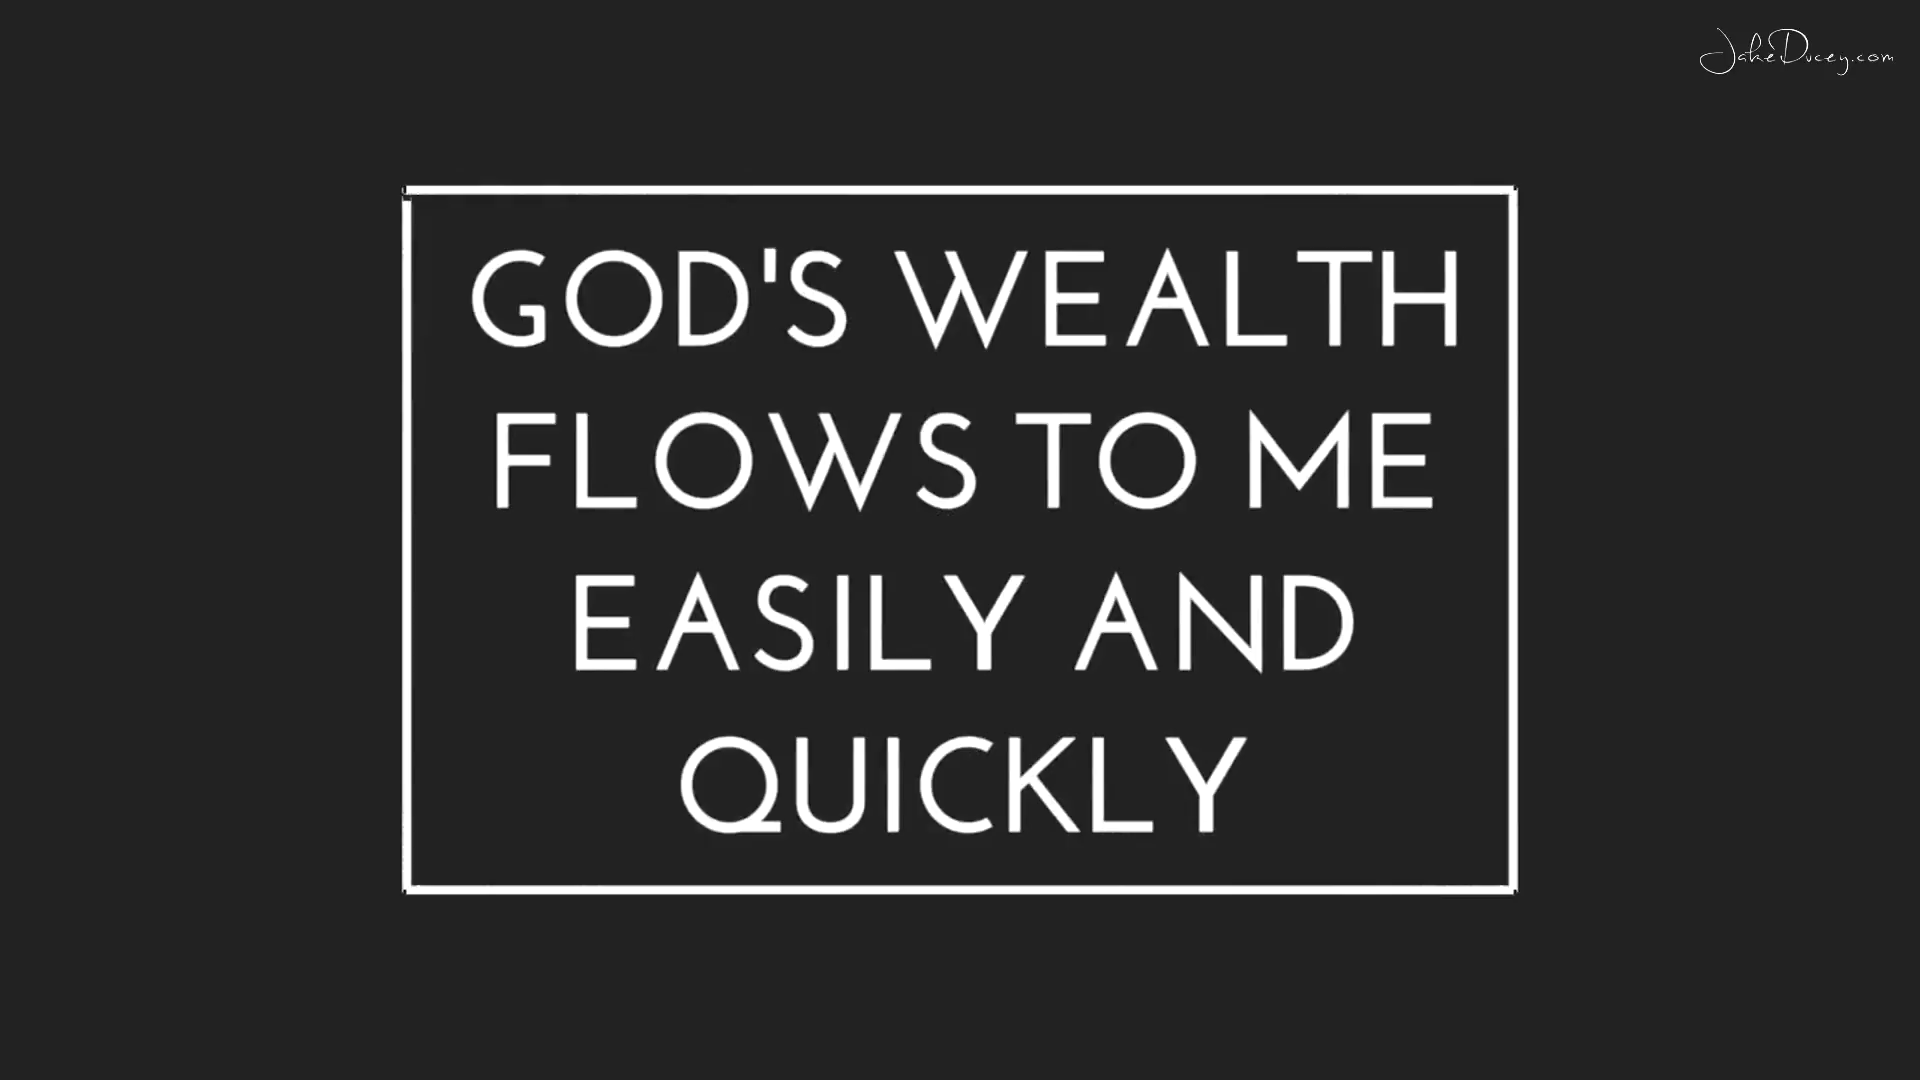 JakeDucey.com
GOD'S WEALTH
FLOWS TO ME
EASILY AND
QUICKLY